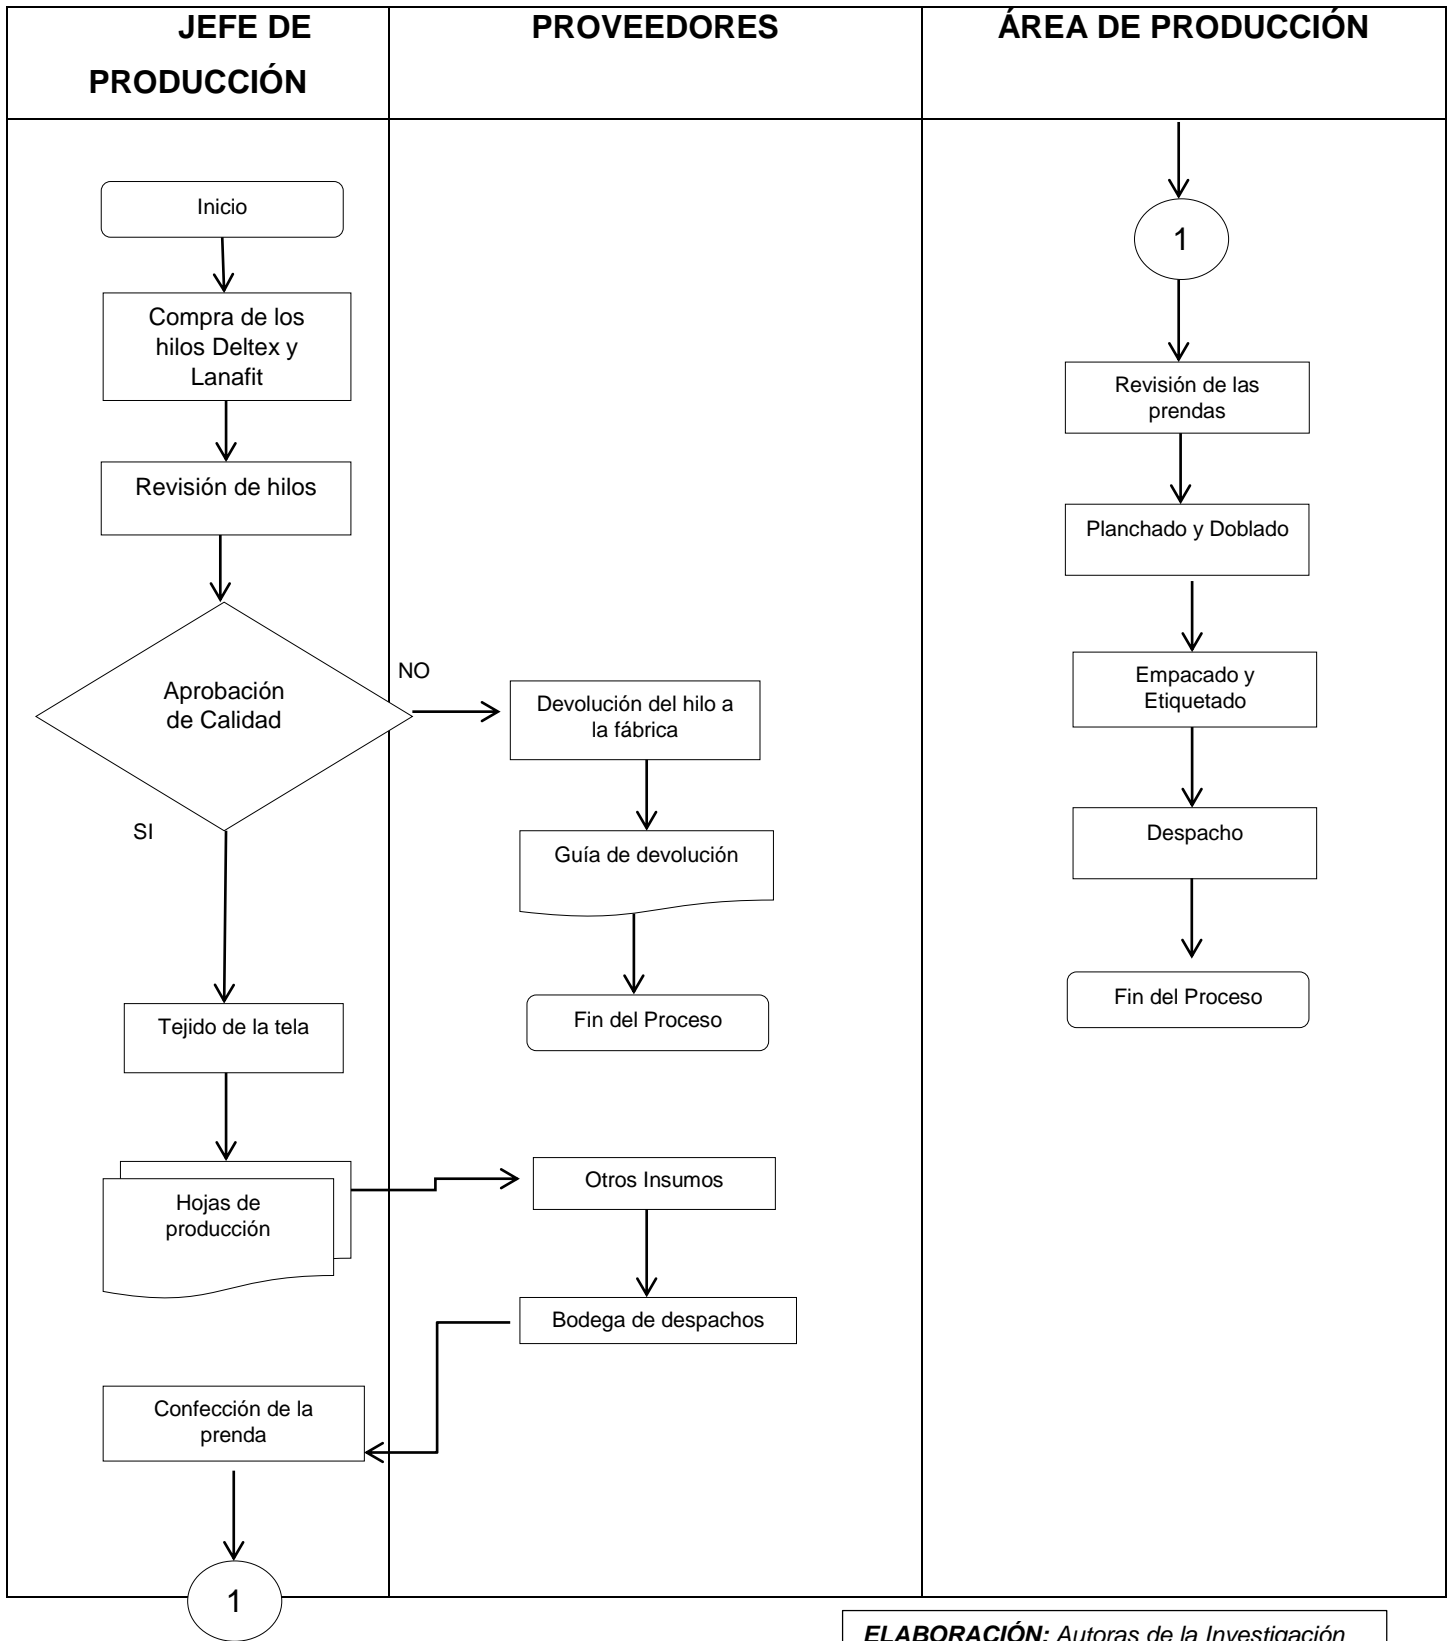 JEFE DE
PRODUCCIÓN
PROVEEDORES
ÁREA DE PRODUCCIÓN
Inicio
Compra de los
hilos Deltex y
Lanafit
Revisión de hilos
Aprobación
de Calidad
NO
SI
Tejido de la tela
Hojas de
producción
Confección de la
prenda
1
Devolución del hilo a
la fábrica
Guía de devolución
Fin del Proceso
Otros Insumos
Bodega de despachos
1
Revisión de las
prendas
Planchado y Doblado
Empacado y
Etiquetado
Despacho
Fin del Proceso
ELABORACIÓN: Autoras de la Investigación